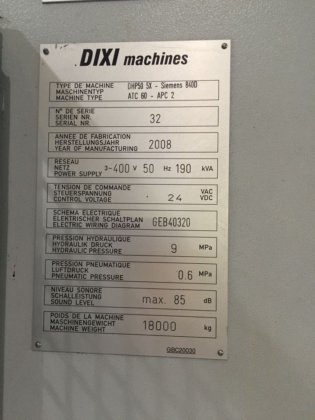 DIXI machines
TYPE DE MACHINE
MASCHINENTYP
MACHINE TYPE
DHP50 5X - Siemens 840D
ATC 60 - APC 2
N° DE SERIE
SERIEN NR.
SERIAL NR.
32
ANNEE DE FABRICATION
HERSTELLUNGSJAHR
YEAR OF MANUFACTURING
2008
RESEAU
NETZ
POWER SUPPLY
3~400 V 50 Hz 190 kVA
TENSION DE COMMANDE
STEUERSPANNUNG
CONTROL VOLTAGE
24
VAC
VDC
SCHEMA ELECTRIQUE
ELEKTRISCHER SCHALTPLAN
ELECTRIC WIRING DIAGRAM
GEB40320
PRESSION HYDRAULIQUE
HYDRAULIK DRUCK
HYDRAULIC PRESSURE
9 MPa
PRESSION PNEUMATIQUE
LUFTDRUCK
PNEUMATIC PRESSURE
0.6 MPa
NIVEAU SONORE
SCHALLEISTUNG
SOUND LEVEL
max. 85 dB
POIDS DE LA MACHINE
MASCHINENGEWICHT
MACHINE WEIGHT
18000 kg
GBC20030